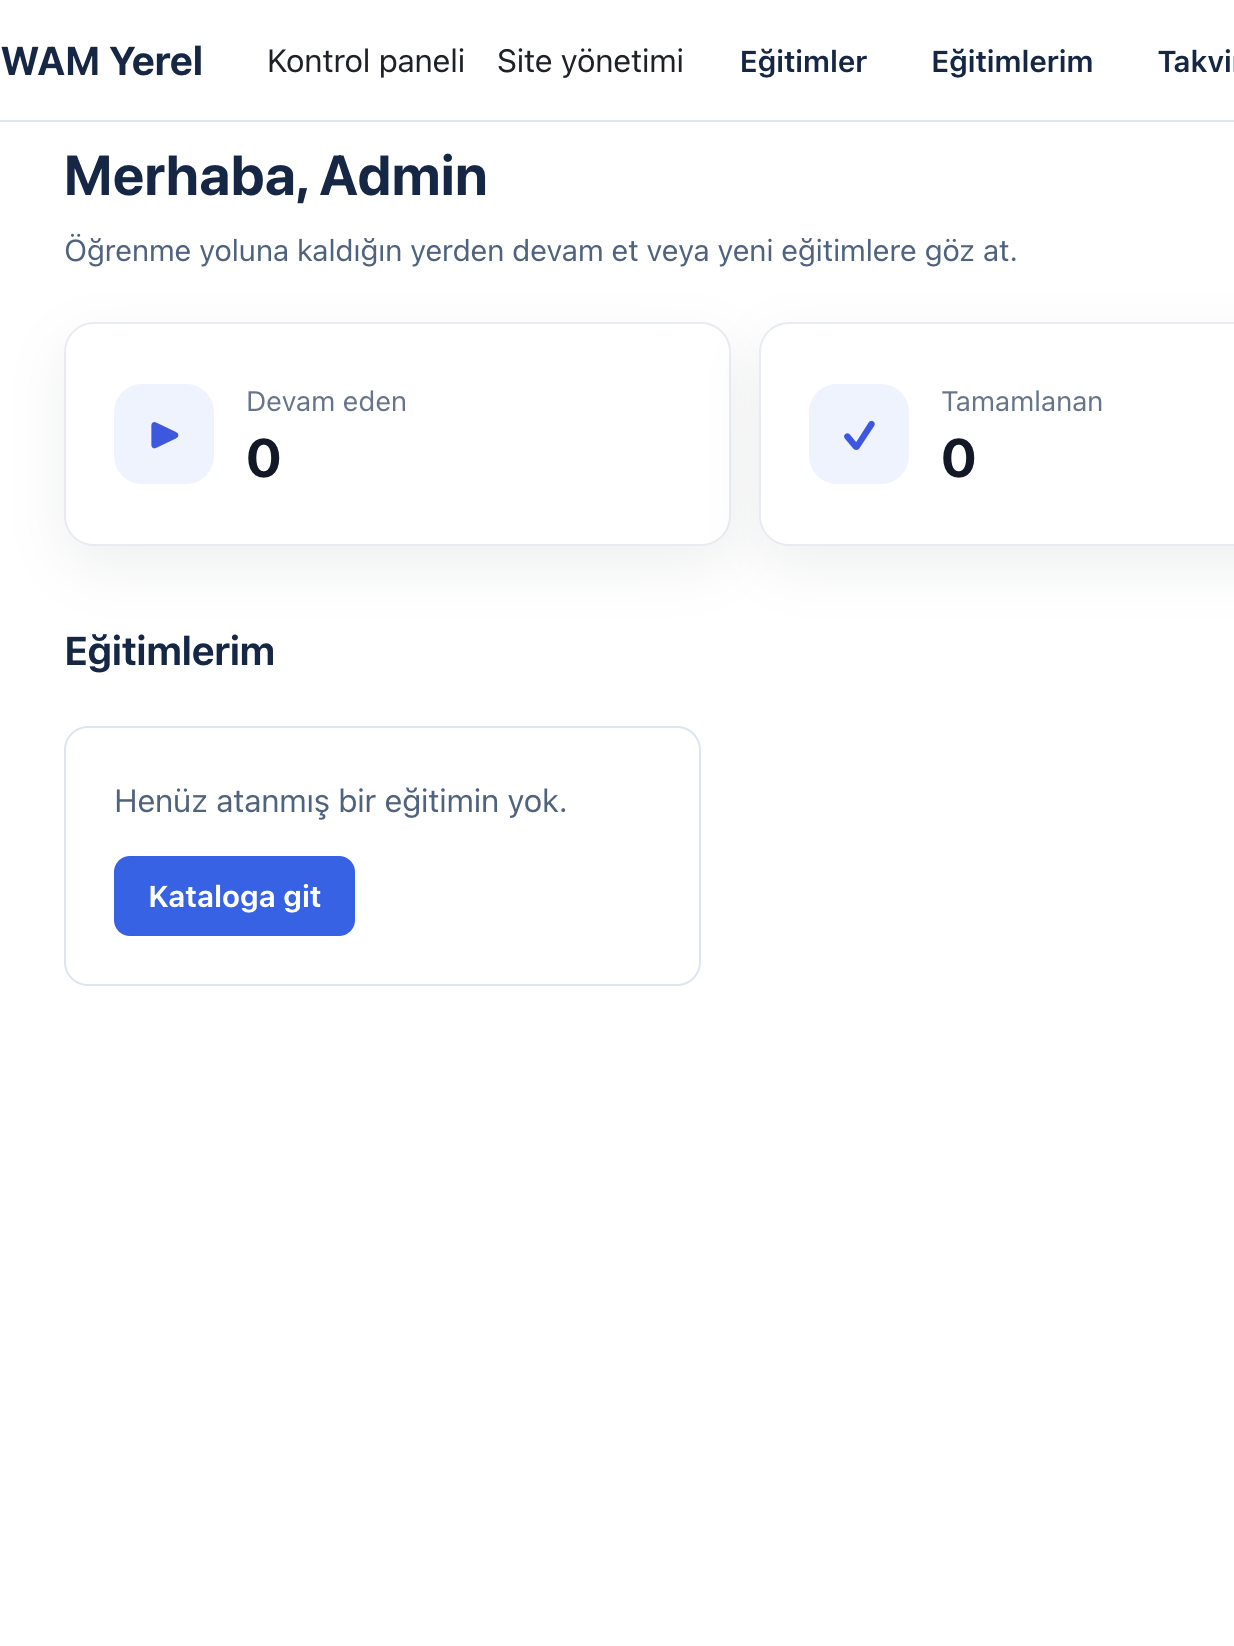 WAM Yerel Kontrol paneli Site yönetimi Eğitimler Eğitimlerim
Merhaba, Admin
Öğrenme yoluna kaldığın yerden devam et veya yeni eğitimlere göz at.
Devam eden
0
Tamamlanan
0
Eğitimlerim
Henüz atanmış bir eğitimin yok.
Kataloga git